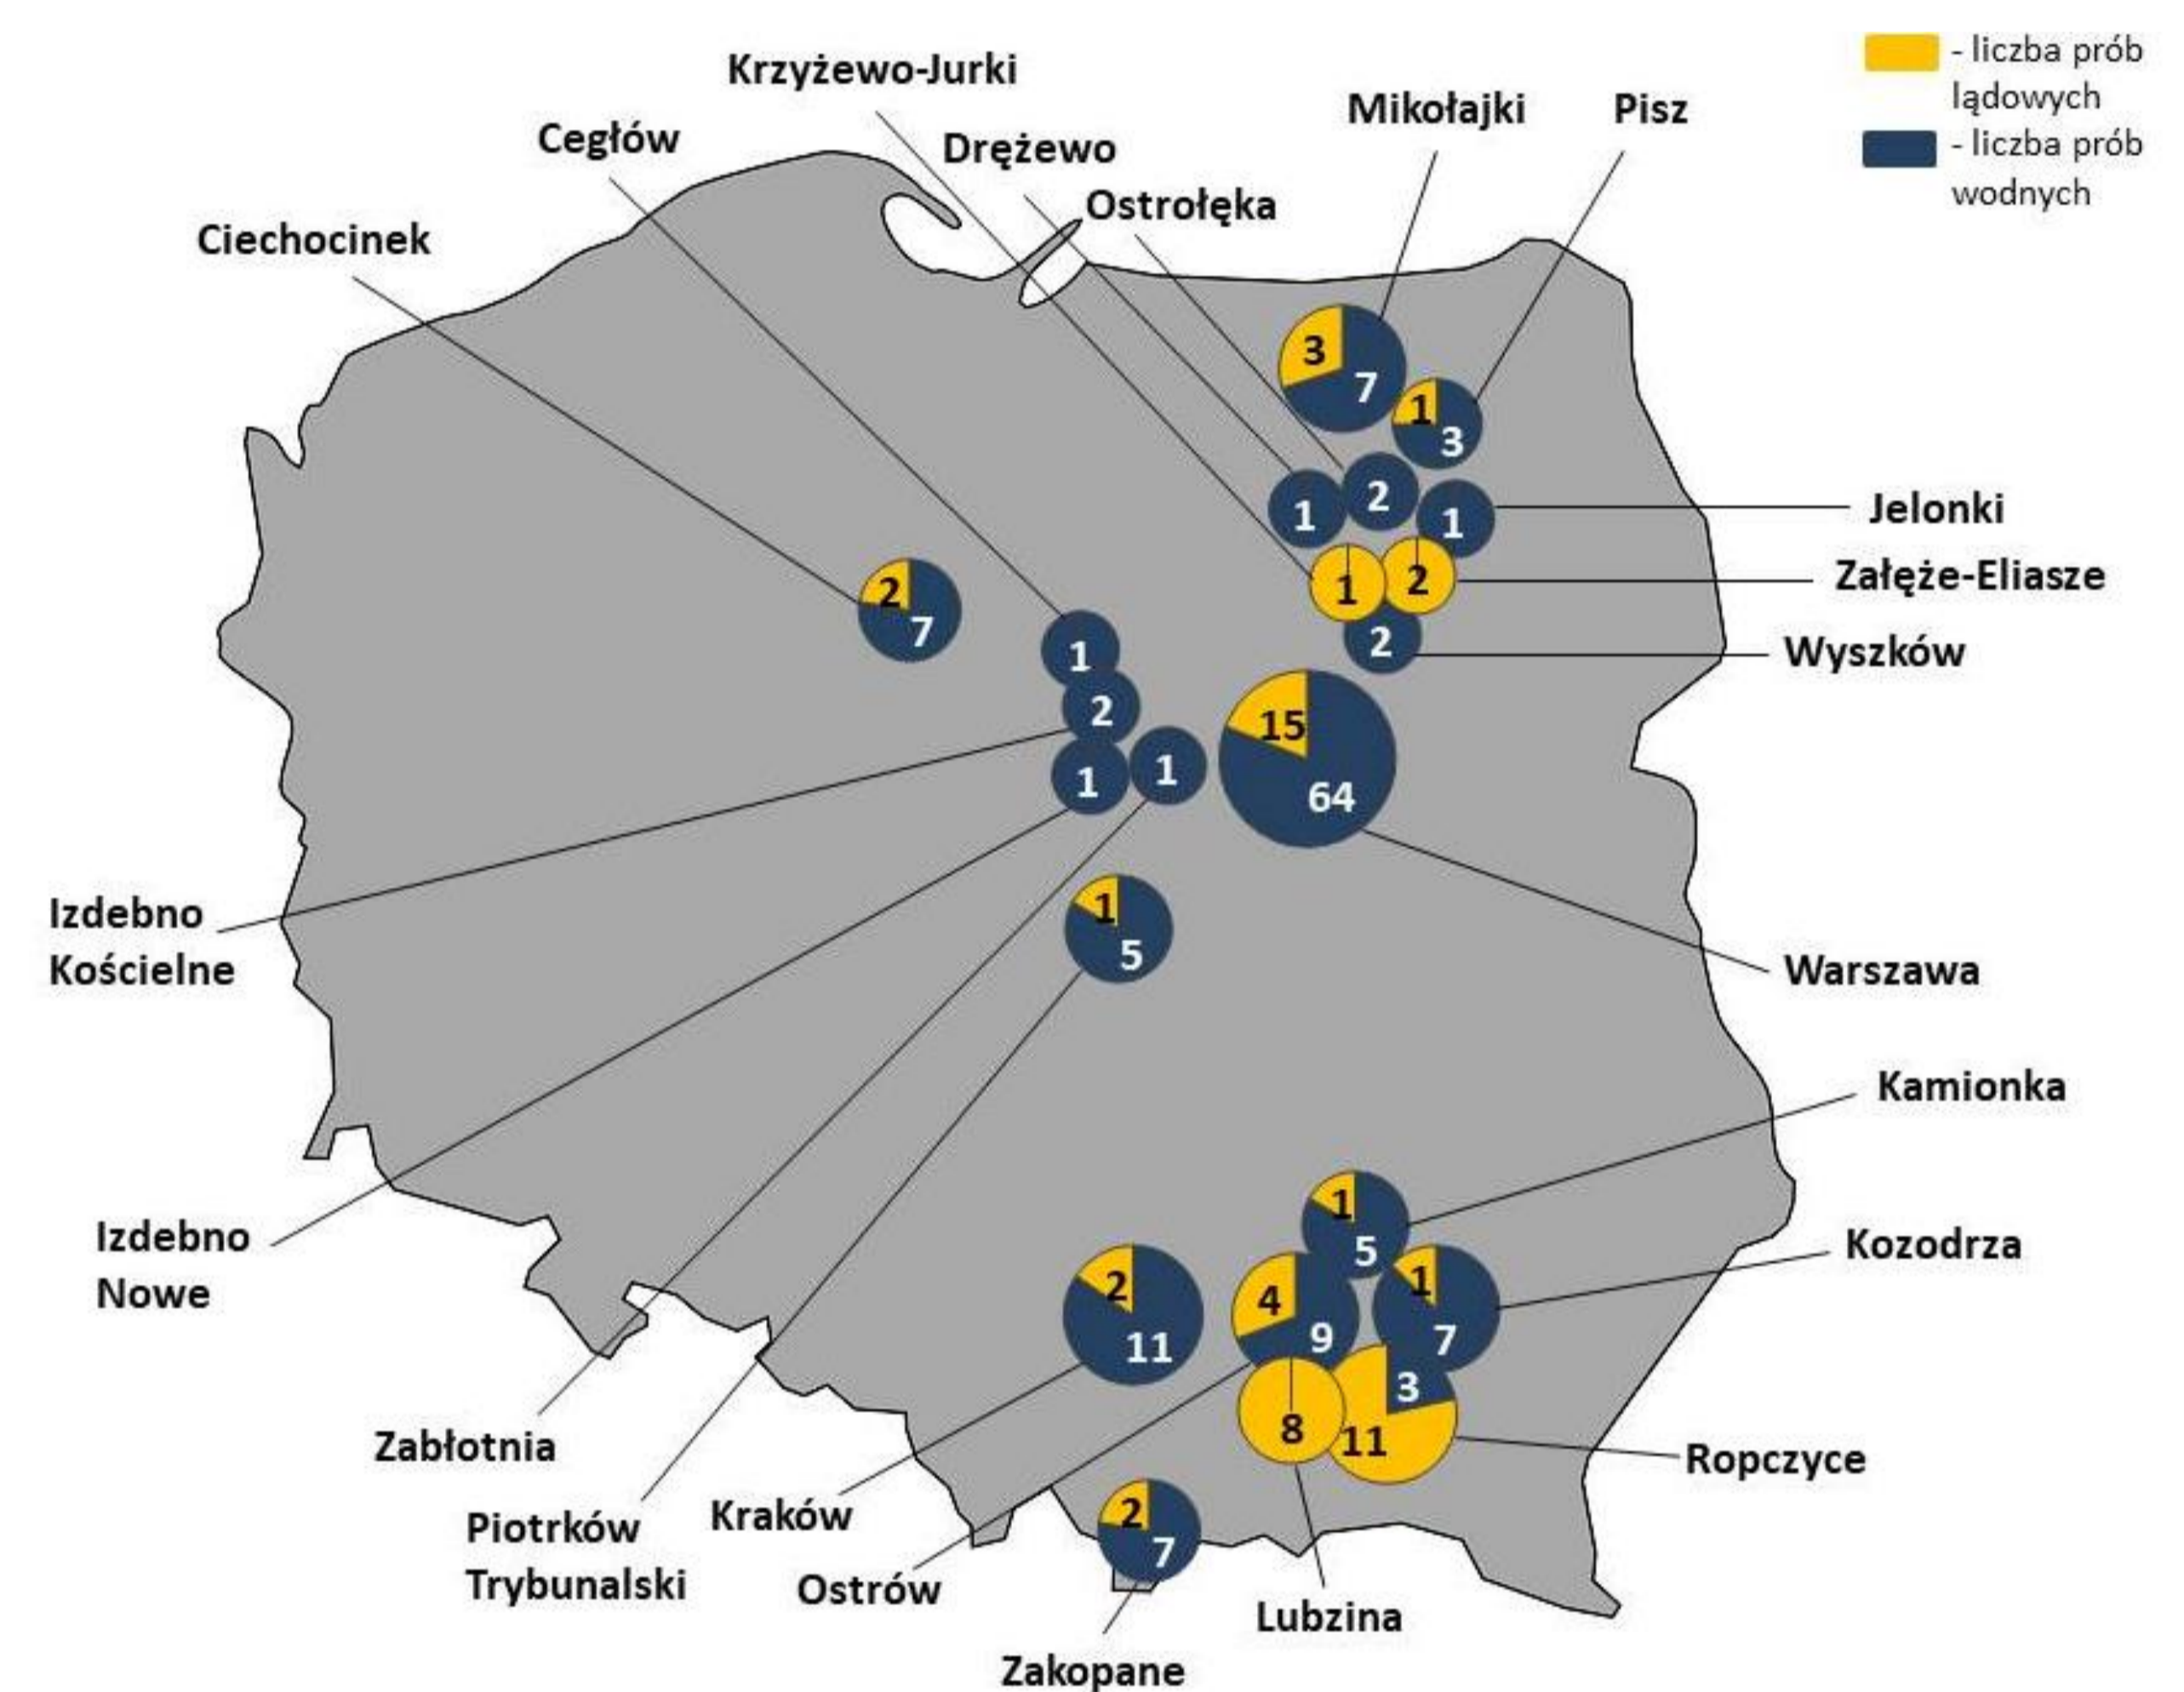 Krzyżewo-Jurki
- liczba prób
lądowych
Mikołajki
Pisz
Cegłów
Drężewo
- liczba prób
wodnych
Ostrołęka
Ciechocinek
3
7
1
3
2
1
1
Jelonki
2
7
1
2
Załęże-Eliasze
1
2
Wyszków
2
15
64
1
1
Izdebno
Kościelne
1
5
Warszawa
Kamionka
1
5
Izdebno
Nowe
2
11
4
9
1
7
Kozodrza
3
11
8
Zabłotnia
Ropczyce
Piotrków
Trybunalski
Kraków
2
7
Ostrów
Lubzina
Zakopane